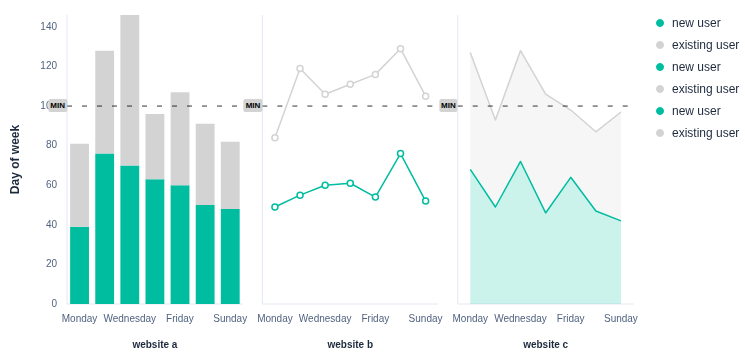 140
120
100
80
60
40
20
0
Day of week
MIN
MIN
MIN
Monday Wednesday Friday Sunday
Monday Wednesday Friday Sunday
Monday Wednesday Friday Sunday
website a
website b
website c
new user
existing user
new user
existing user
new user
existing user